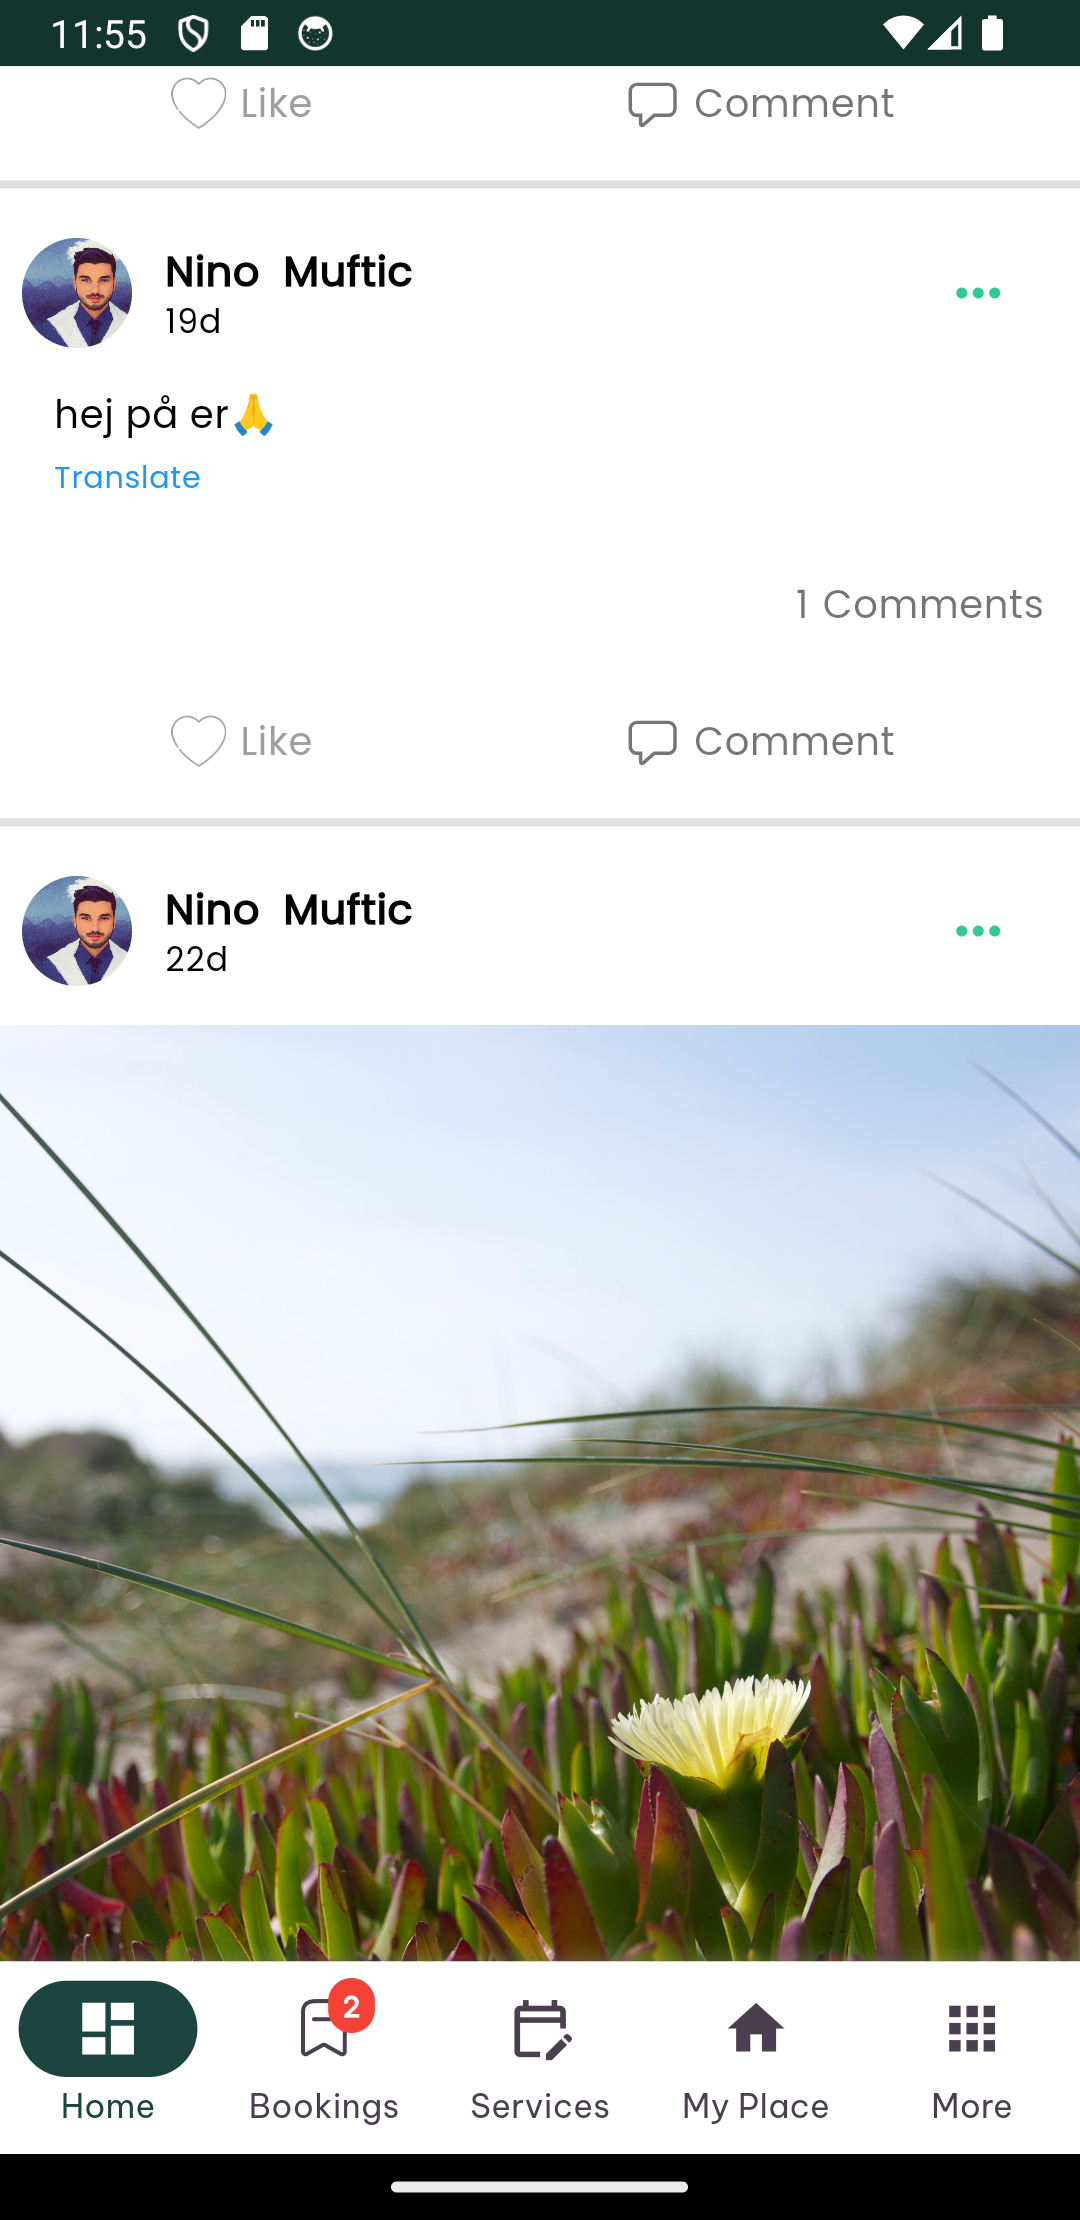 11:55
Like
Comment
Nino Muftic
19d
hej på er🙏
Translate
1 Comments
Like
Comment
Nino Muftic
22d
2
Home
Bookings
Services
My Place
More